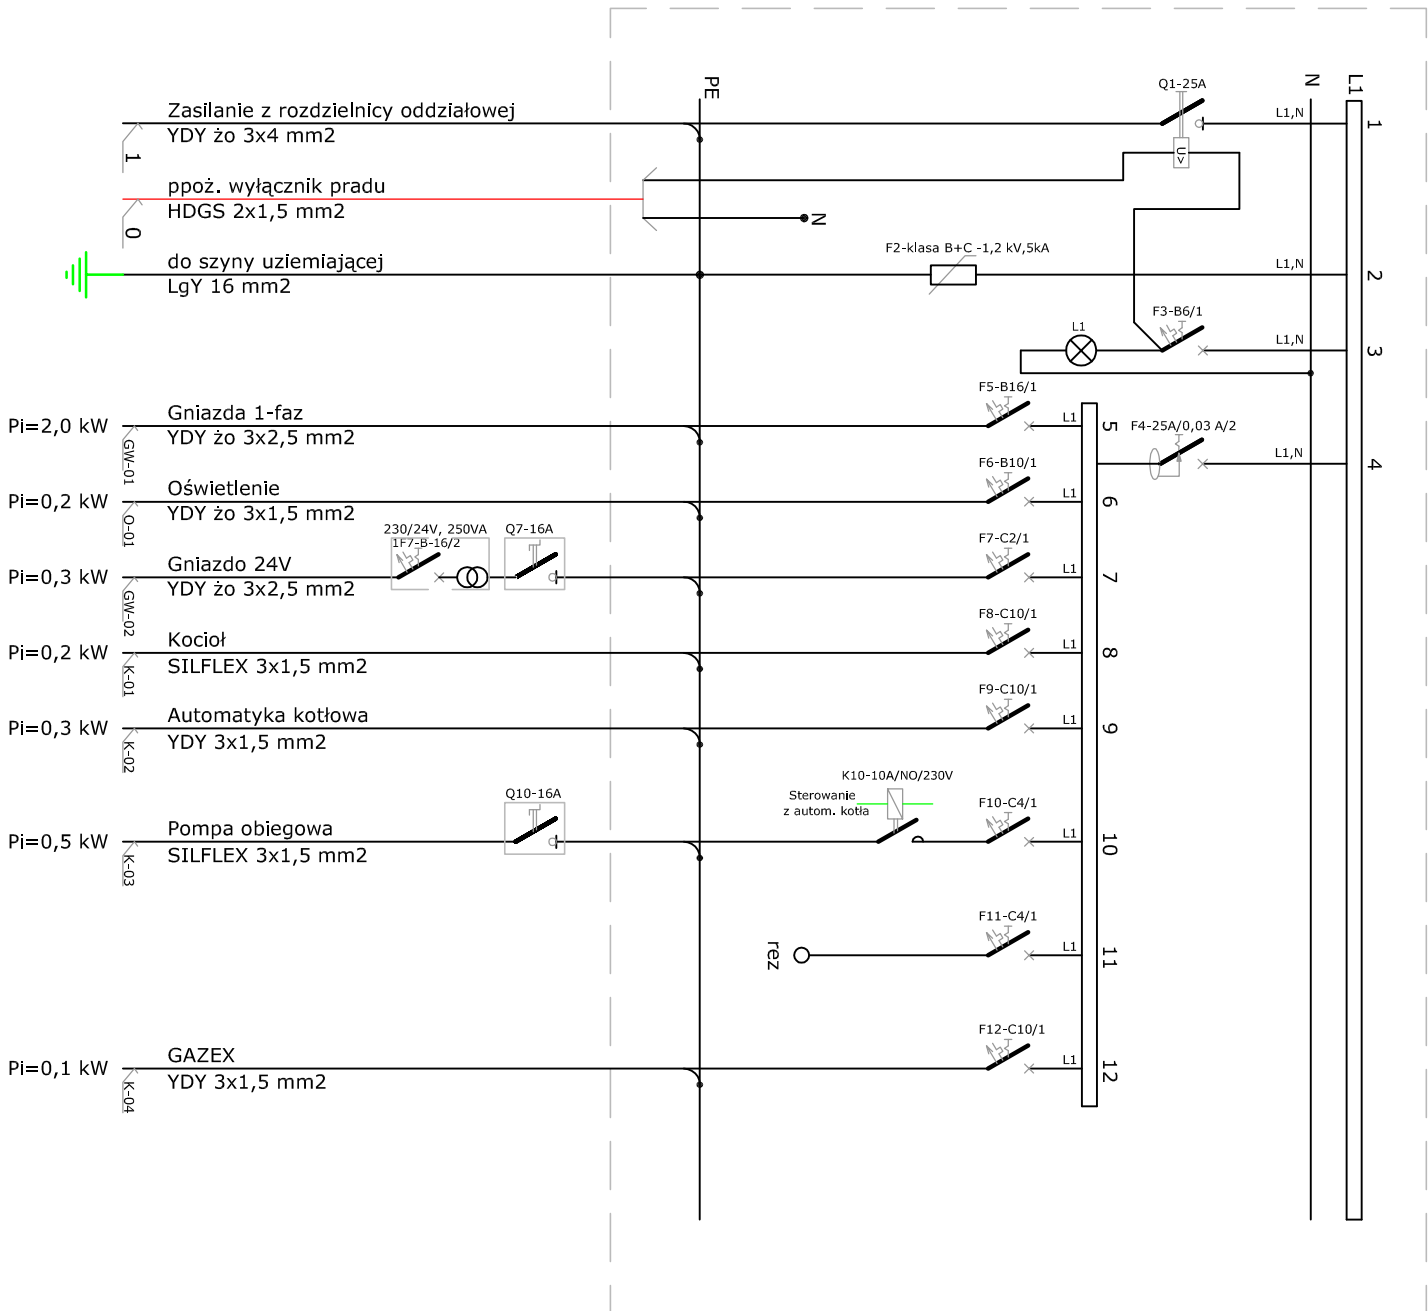 PE
Q1-25A
N
L1
Zasilanie z rozdzielnicy oddziałowej
YDY żo 3x4 mm2
1
L1,N
1
U>
ppoż. wyłącznik pradu
HDGS 2x1,5 mm2
0
N
do szyny uziemiającej
LgY 16 mm2
F2-klasa B+C -1,2 kV,5kA
L1,N
2
F3-B6/1
L1
L1,N
3
F5-B16/1
Pi=2,0 kW
Gniazda 1-faz
YDY żo 3x2,5 mm2
GW-01
L1
5
F4-25A/0,03 A/2
L1,N
4
F6-B10/1
Pi=0,2 kW
Oświetlenie
YDY żo 3x1,5 mm2
O-01
L1
6
230/24V, 250VA
1F7-B-16/2
Q7-16A
F7-C2/1
Pi=0,3 kW
Gniazdo 24V
YDY żo 3x2,5 mm2
GW-02
L1
7
F8-C10/1
Pi=0,2 kW
Kocioł
SILFLEX 3x1,5 mm2
K-01
L1
8
F9-C10/1
Pi=0,3 kW
Automatyka kotłowa
YDY 3x1,5 mm2
K-02
L1
9
K10-10A/NO/230V
Sterowanie
z autom. kotła
Q10-16A
F10-C4/1
Pi=0,5 kW
Pompa obiegowa
SILFLEX 3x1,5 mm2
K-03
L1
10
F11-C4/1
rez
L1
11
F12-C10/1
Pi=0,1 kW
GAZEX
YDY 3x1,5 mm2
K-04
L1
12